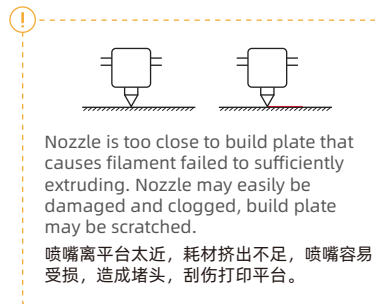 Nozzle is too close to build plate that
causes filament failed to sufficiently
extruding. Nozzle may easily be
damaged and clogged, build plate
may be scratched.
喷嘴离平台太近，耗材挤出不足，喷嘴容易
受损，造成堵头，刮伤打印平台。